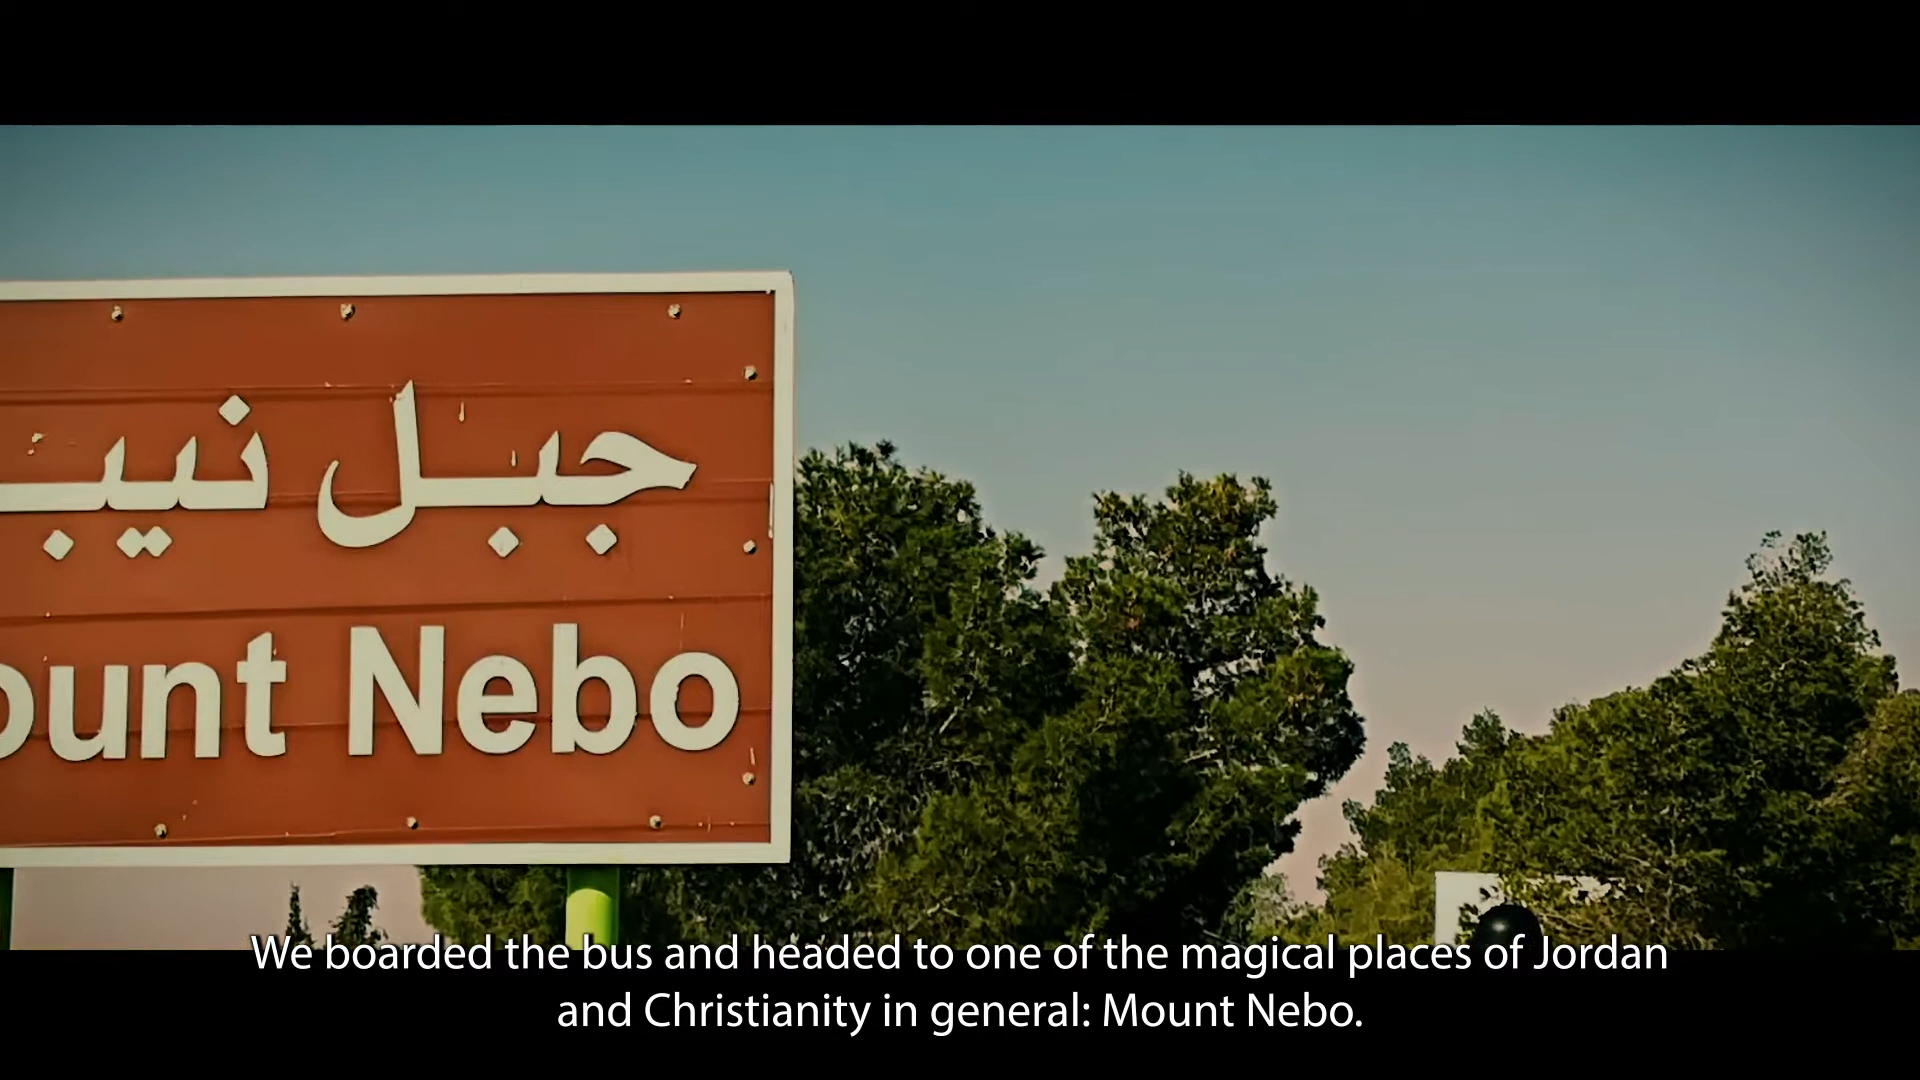 جبل نيب
ount Nebo
We boarded the bus and headed to one of the magical places of Jordan
and Christianity in general: Mount Nebo.